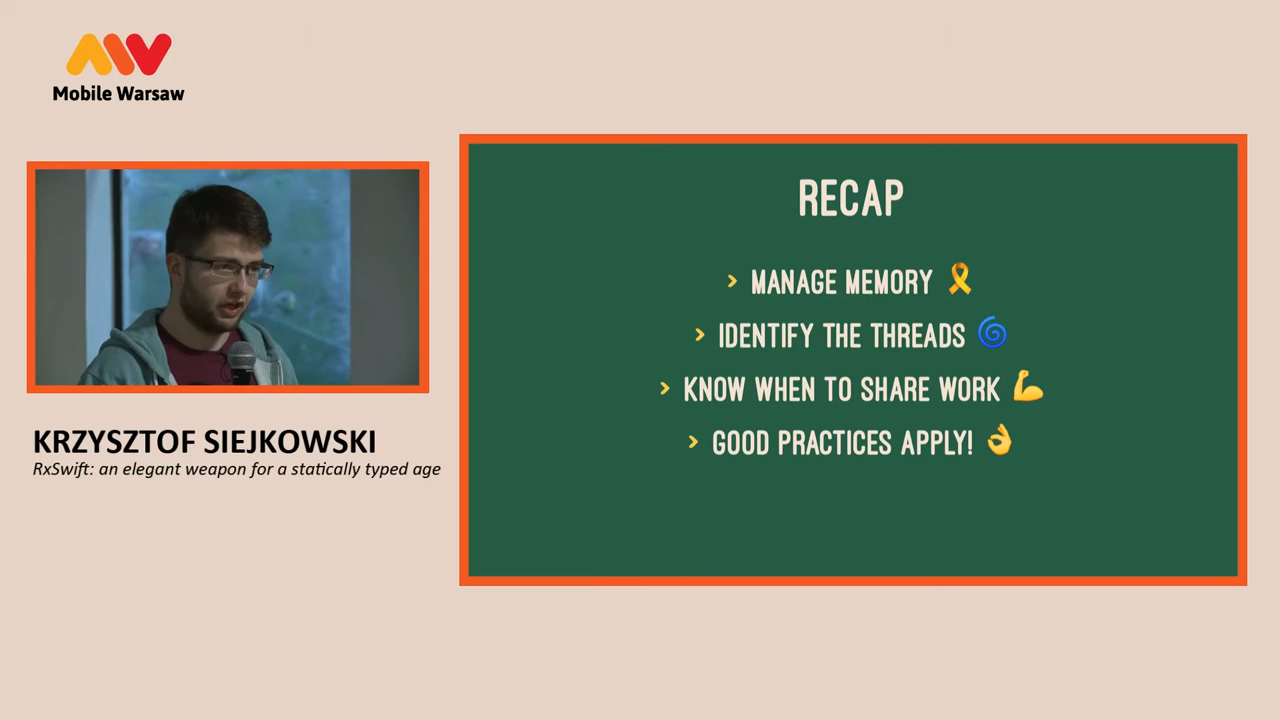 Mobile Warsaw
KRZYSZTOF SIEJKOWSKI
RxSwift: an elegant weapon for a statically typed age
RECAP
> MANAGE MEMORY 🎗
> IDENTIFY THE THREADS 🌀
> KNOW WHEN TO SHARE WORK 💪
> GOOD PRACTICES APPLY! 👌